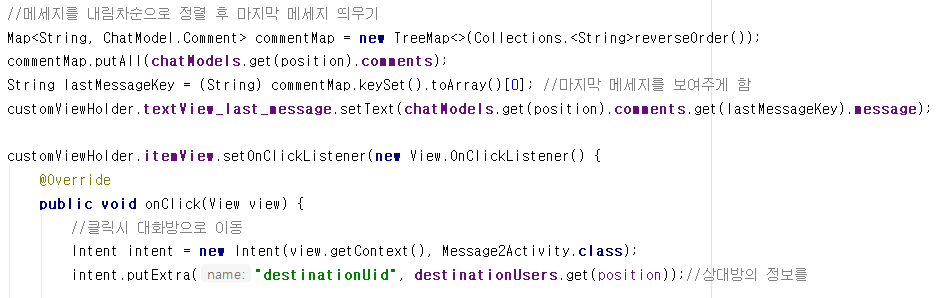 //메세지를 내림차순으로 정렬 후 마지막 메세지 띄우기
Map<String, ChatModel.Comment> commentMap = new TreeMap<>(Collections.<String>reverseOrder());
commentMap.putAll(chatModels.get(position).comments);
String lastMessageKey = (String) commentMap.keySet().toArray()[0]; //마지막 메세지를 보여주게 함
customViewHolder.textView_last_message.setText(chatModels.get(position).comments.get(lastMessageKey).message);
customViewHolder.itemView.setOnClickListener(new View.OnClickListener() {
@Override
public void onClick(View view) {
//클릭시 대화방으로 이동
Intent intent = new Intent(view.getContext(), Message2Activity.class);
intent.putExtra( name: "destinationUid", destinationUsers.get(position));//상대방의 정보를